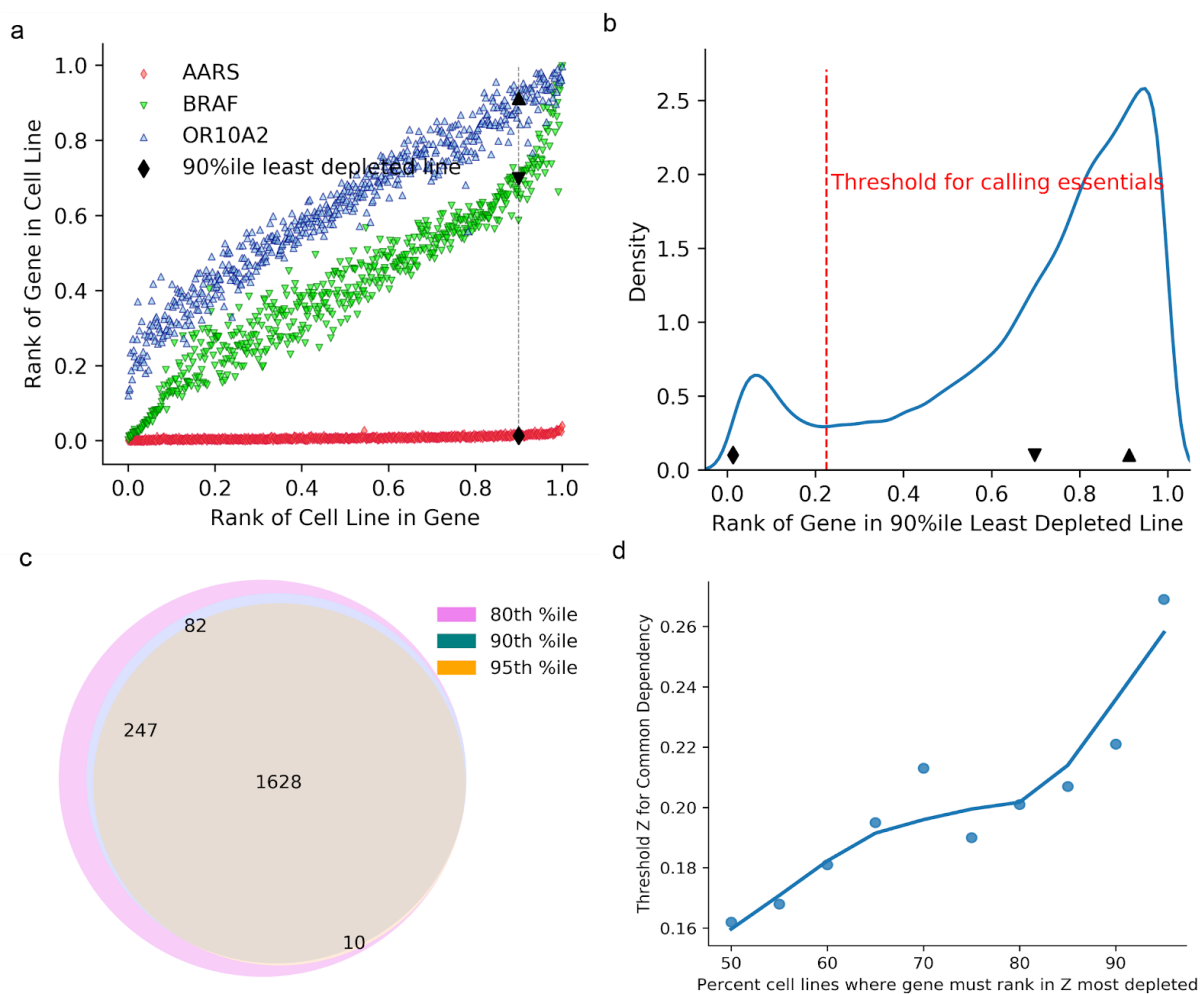 a
1.0
0.8
0.6
0.4
0.2
0.0
Rank of Gene in Cell Line
AARS
BRAF
OR10A2
90%ile least depleted line
0.0 0.2 0.4 0.6 0.8 1.0
Rank of Cell Line in Gene
b
2.5
2.0
1.5
1.0
0.5
0.0
Density
Threshold for calling essentials
0.0 0.2 0.4 0.6 0.8 1.0
Rank of Gene in 90%ile Least Depleted Line
c
82
247
1628
10
80th %ile
90th %ile
95th %ile
d
0.26
0.24
0.22
0.20
0.18
0.16
Threshold Z for Common Dependency
50 60 70 80 90
Percent cell lines where gene must rank in Z most depleted